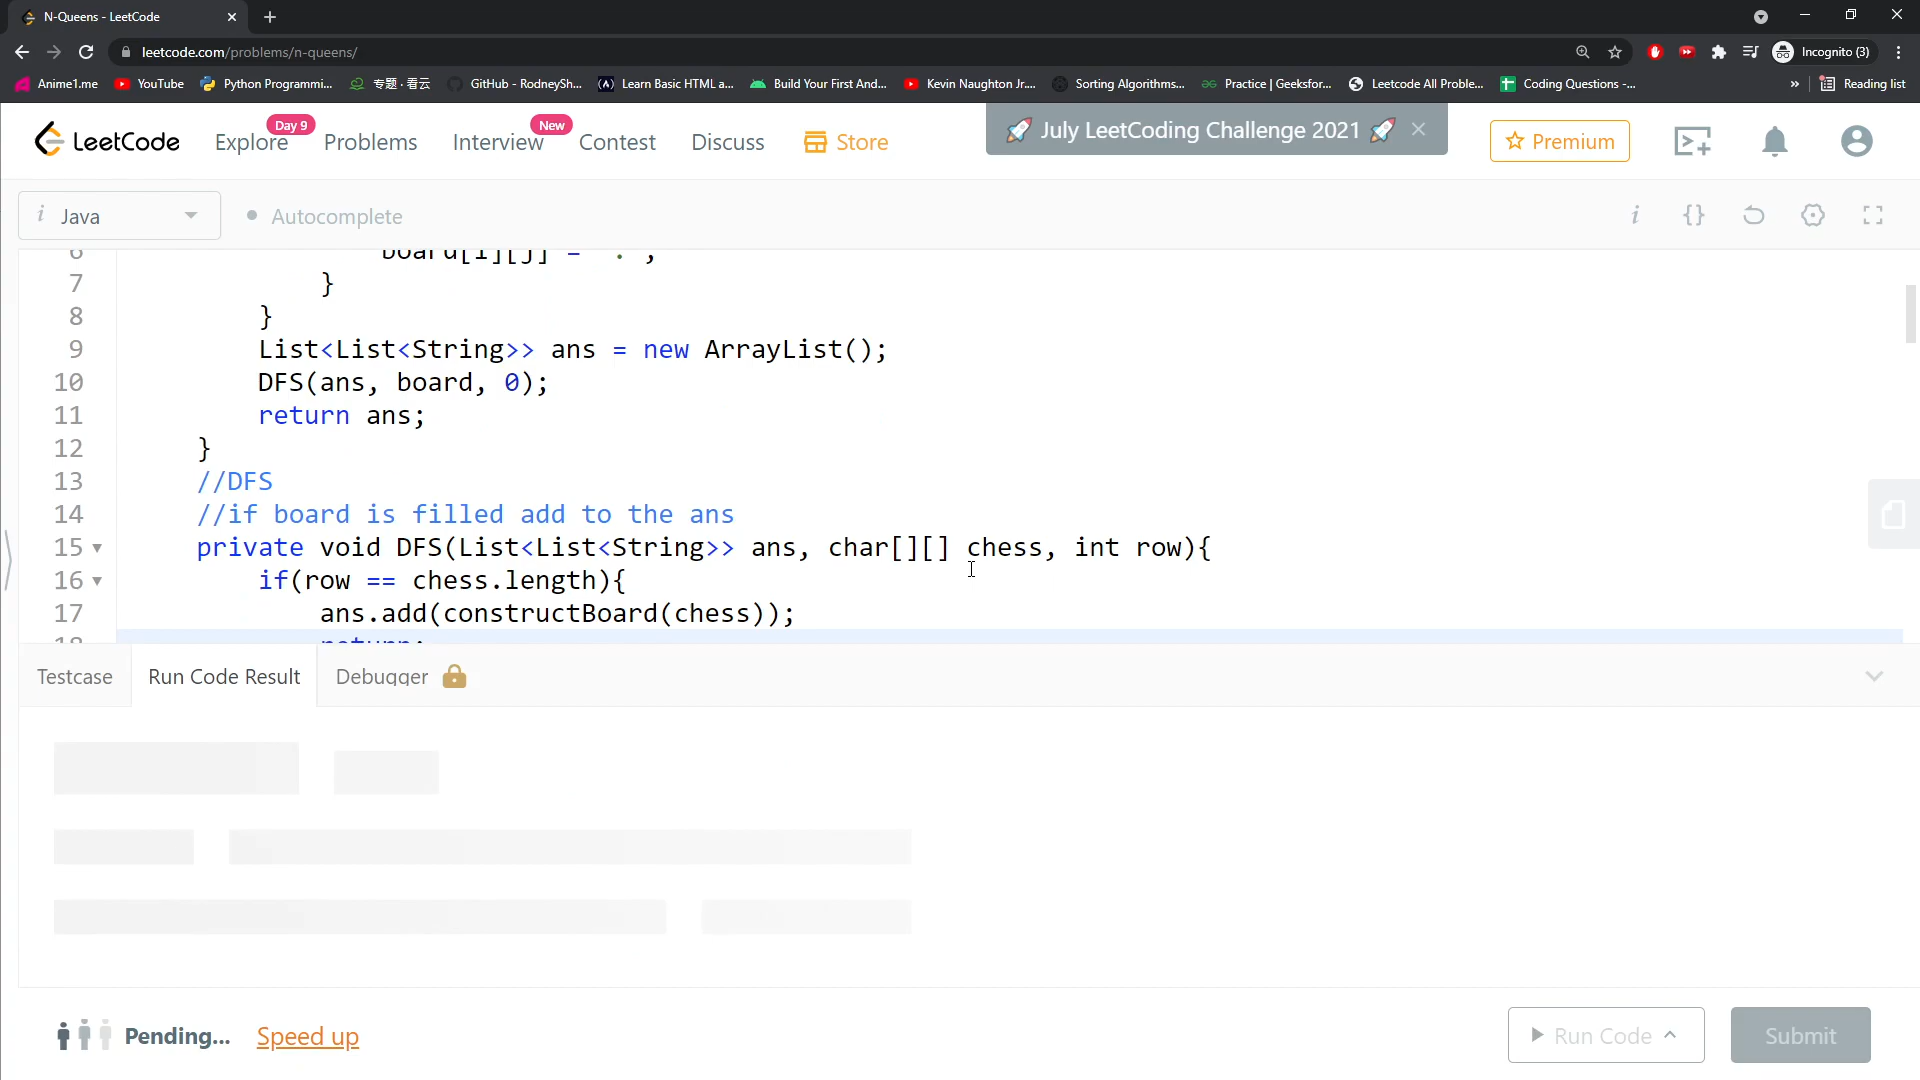 N-Queens - LeetCode
leetcode.com/problems/n-queens/
Incognito (3)
Anime1.me YouTube Python Programmi... 专题 · 看云 GitHub - RodneySh... Learn Basic HTML a... Build Your First And... Kevin Naughton Jr.... Sorting Algorithms... Practice | Geeksfor... Leetcode All Proble... Coding Questions -... » Reading list
Day 9 New
LeetCode Explore Problems Interview Contest Discuss Store
July LeetCoding Challenge 2021
Premium
i Java Autocomplete i {}
6 board[i][j] = '.';
7 }
8 }
9 List<List<String>> ans = new ArrayList();
10 DFS(ans, board, 0);
11 return ans;
12 }
13 //DFS
14 //if board is filled add to the ans
15 private void DFS(List<List<String>> ans, char[][] chess, int row){
16 if(row == chess.length){
17 ans.add(constructBoard(chess));
18 return;
Testcase Run Code Result Debugger
Pending... Speed up
Run Code Submit